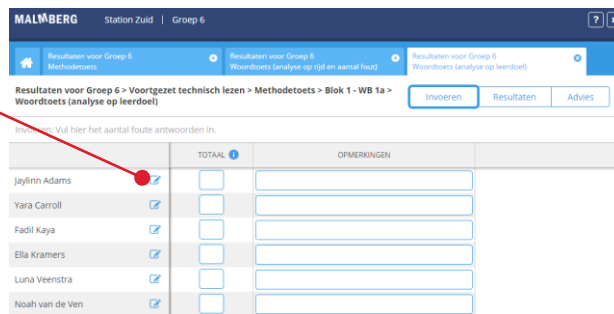 MALMBERG Station Zuid | Groep 6 ?
Resultaten voor Groep 6
Methodetoets
Resultaten voor Groep 6
Woordtoets (analyse op tijd en aantal fout)
Resultaten voor Groep 6
Woordtoets (analyse op leerdoel)
Resultaten voor Groep 6 > Voortgezet technisch lezen > Methodetoets > Blok 1 - WB 1a >
Woordtoets (analyse op leerdoel)
Invoeren Resultaten Advies
Invoeren: Vul hier het aantal foute antwoorden in.
TOTAAL i OPMERKINGEN
Jaylinn Adams
Yara Carroll
Fadil Kaya
Ella Kramers
Luna Veenstra
Noah van de Ven